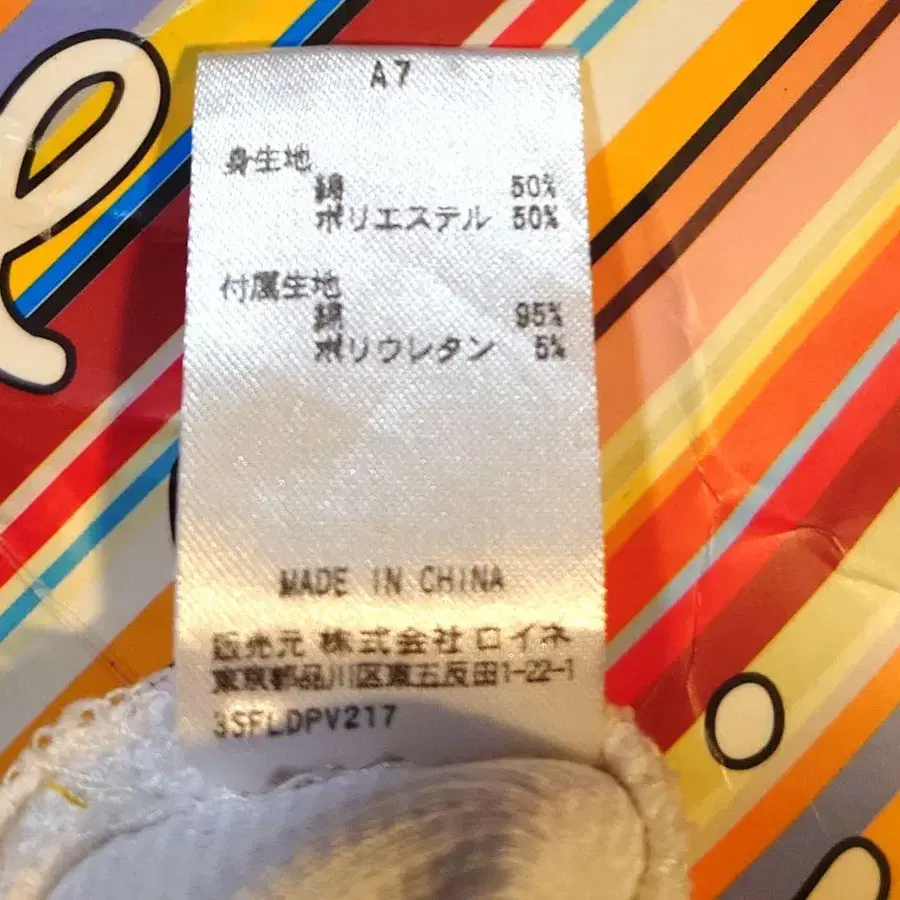 A7
身生地
綿 50%
ポリエステル 50%
付属生地
綿 95%
ポリウレタン 5%
MADE IN CHINA
販売元 株式会社 ロイネ
東京都品川区東五反田1-22-1
3SFLDPV217